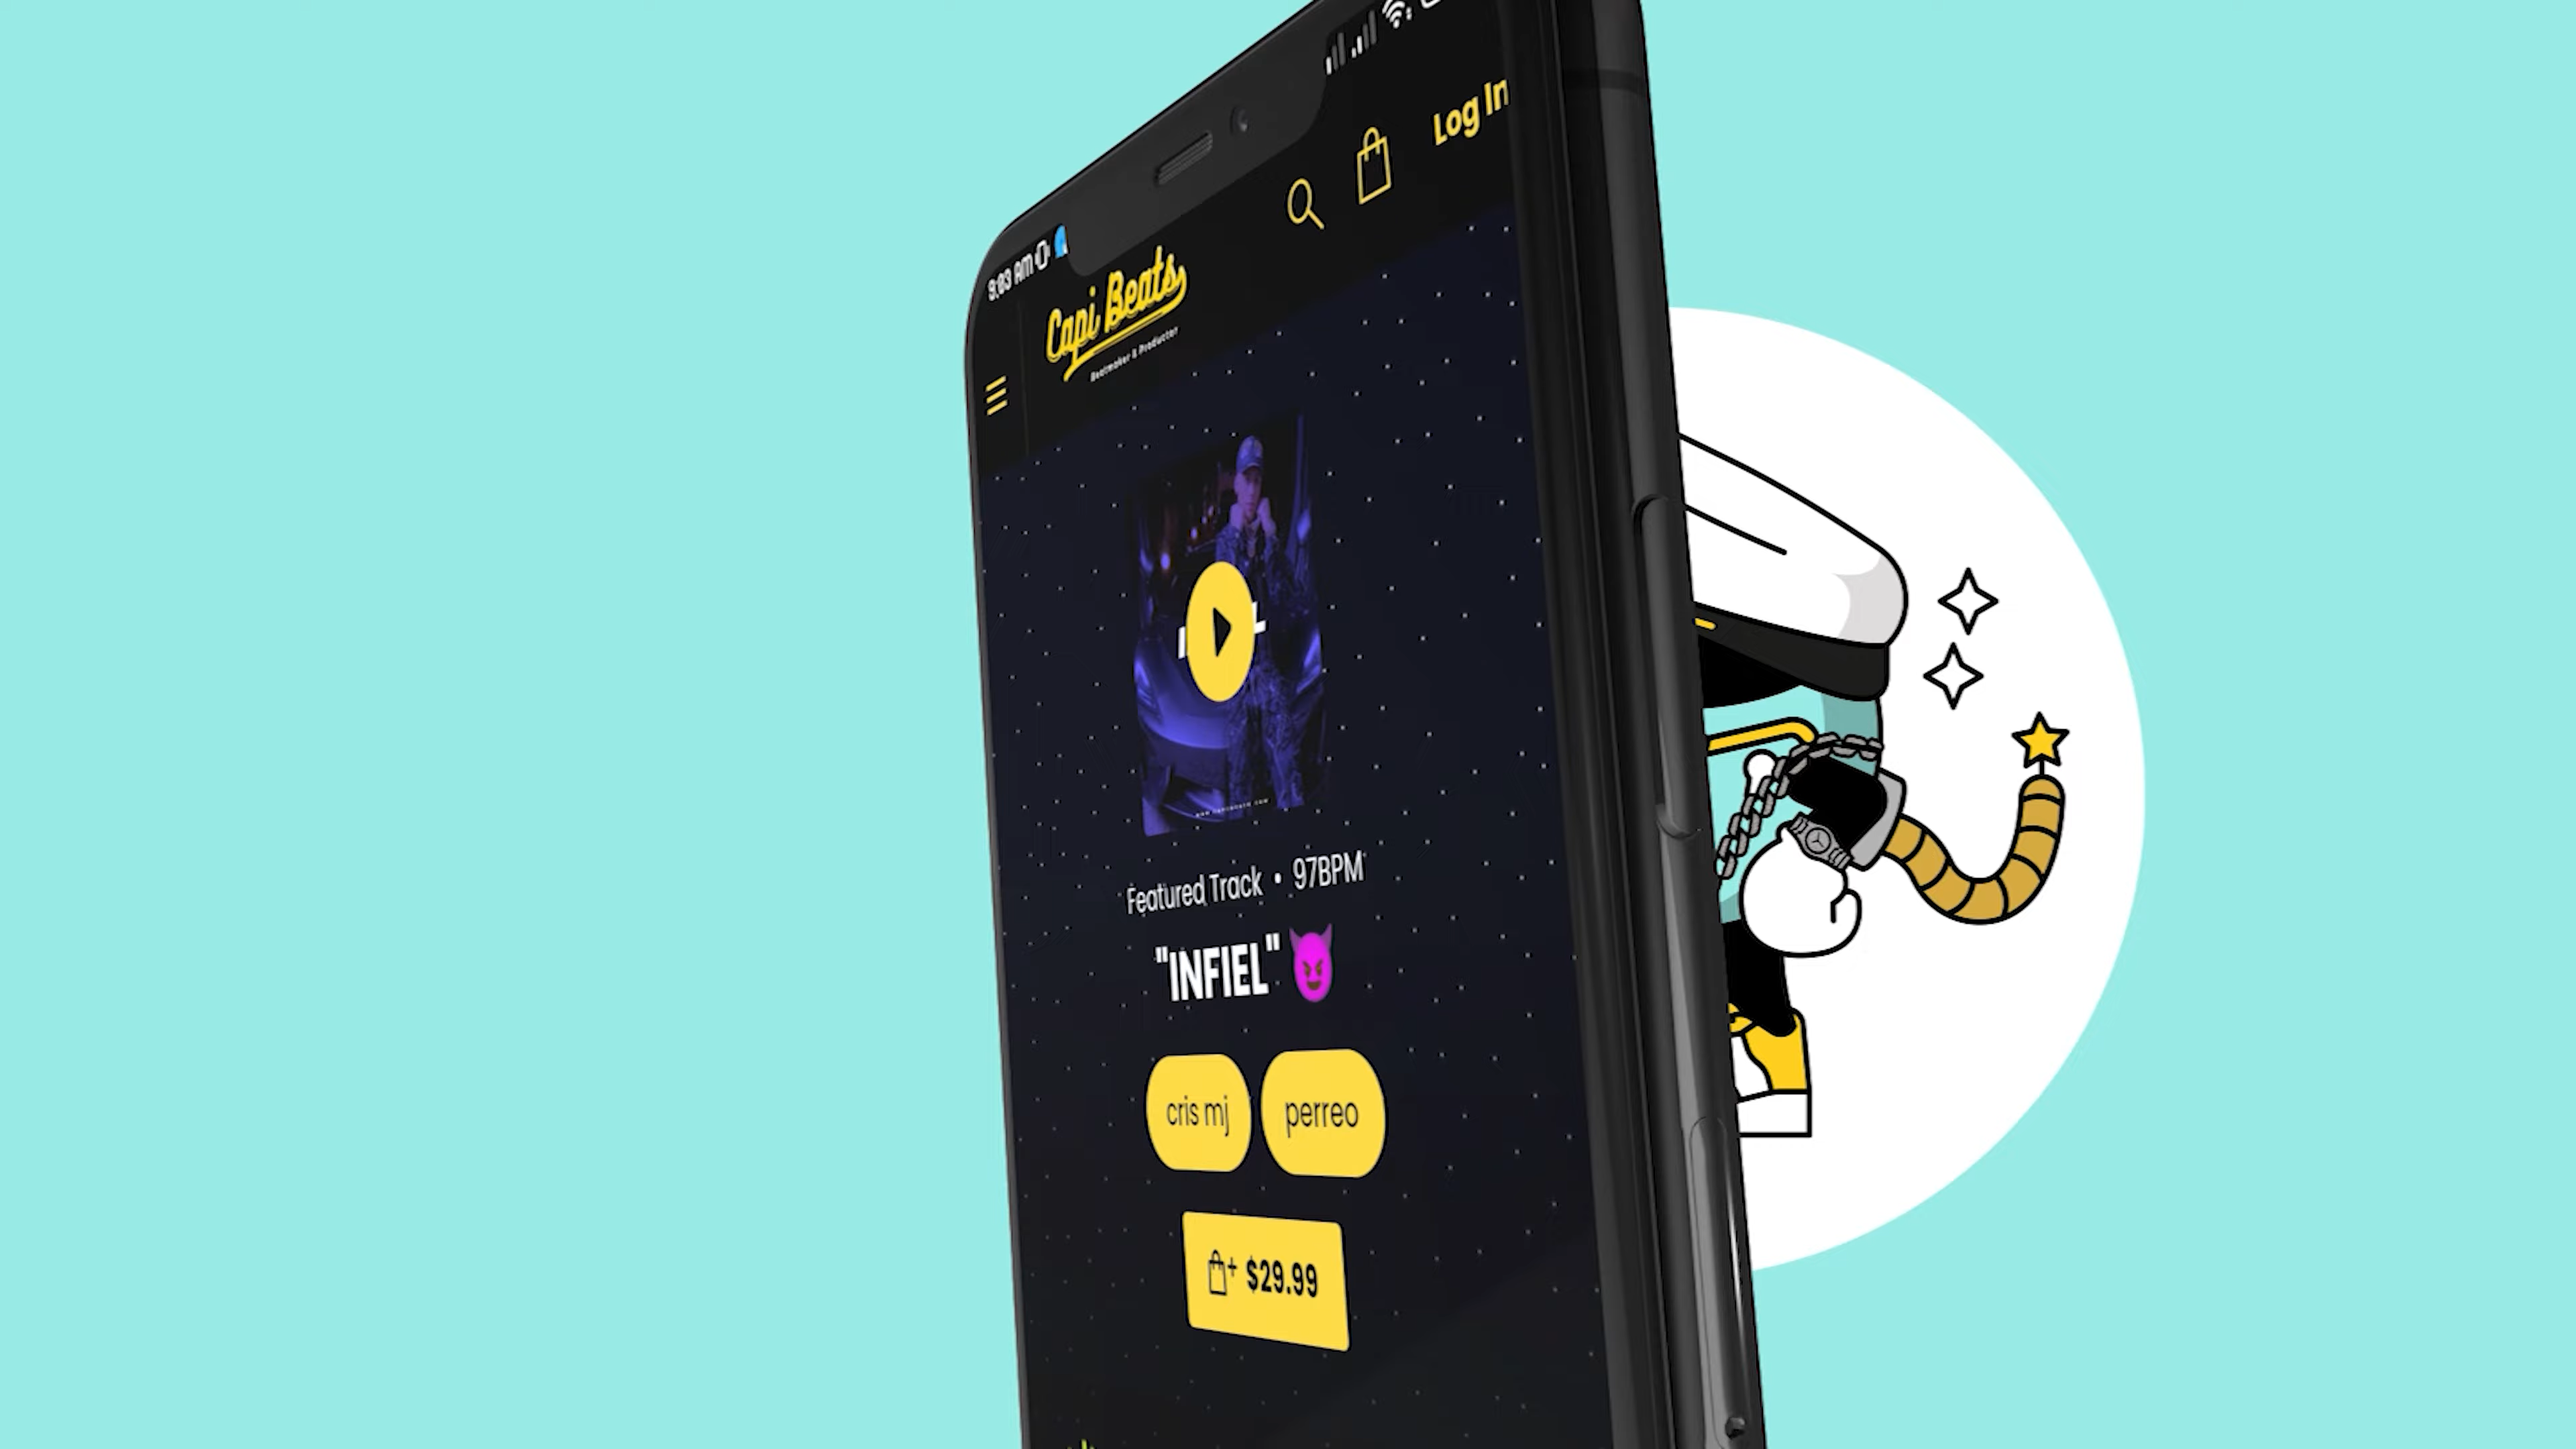 9:03 AM
Log In
Capi Beats
Beatmaker & Productor
Featured Track • 97BPM
"INFIEL" 😈
cris mj
perreo
$29.99